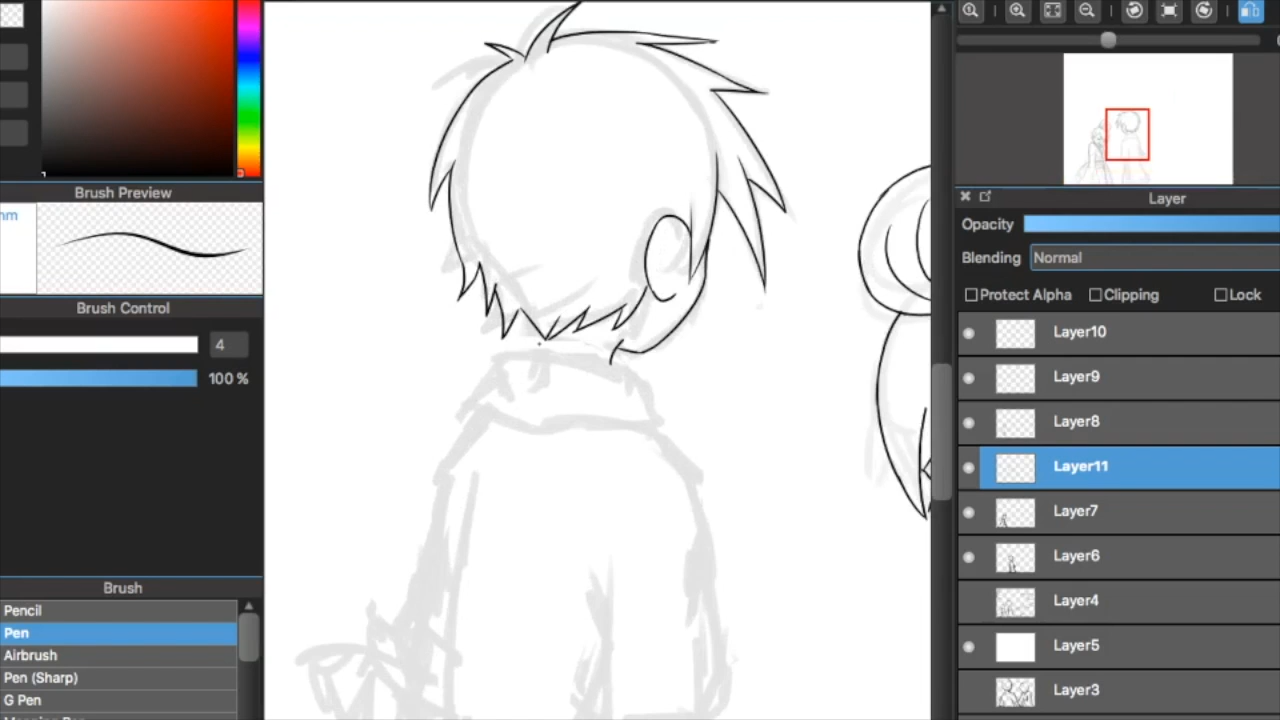 Brush Preview
mm
Brush Control
4
100 %
Brush
Pencil
Pen
Airbrush
Pen (Sharp)
G Pen
Layer
Opacity
Blending
Normal
Protect Alpha
Clipping
Lock
Layer10
Layer9
Layer8
Layer11
Layer7
Layer6
Layer4
Layer5
Layer3